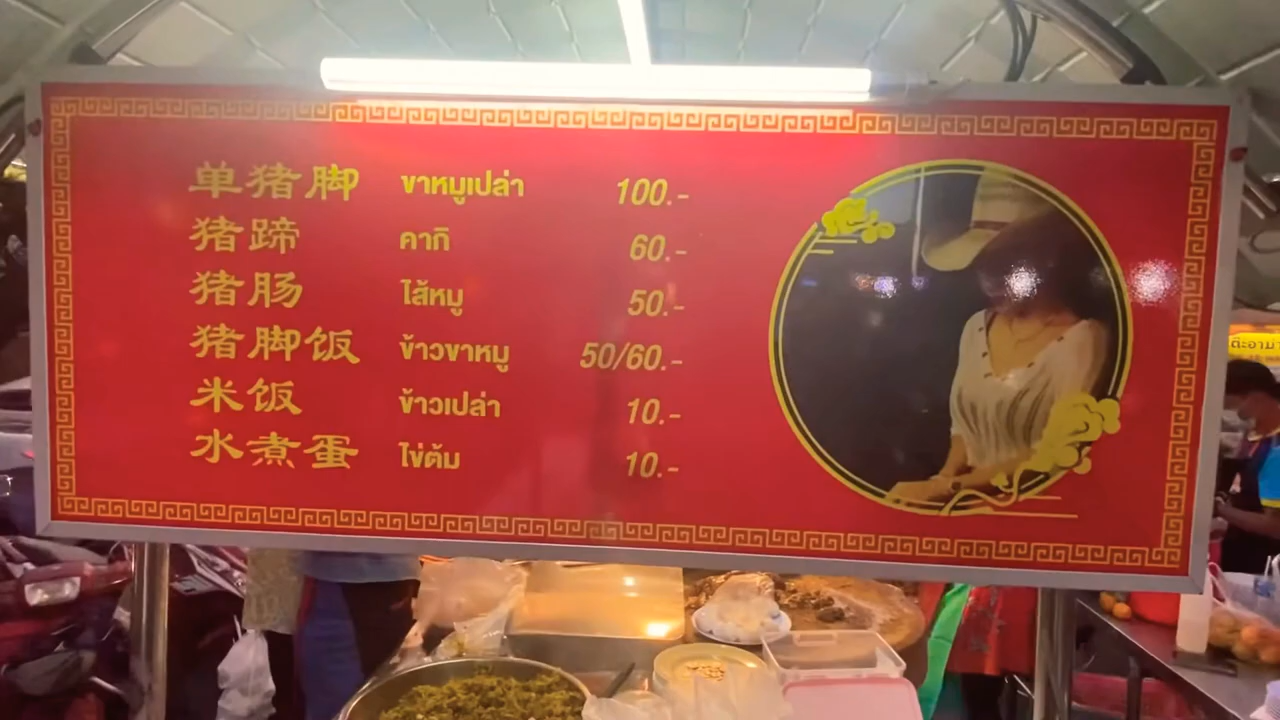 单猪脚 ขาหมูเปล่า 100.-
猪蹄 คากิ 60.-
猪肠 ไส้หมู 50.-
猪脚饭 ข้าวขาหมู 50/60.-
米饭 ข้าวเปล่า 10.-
水煮蛋 ไข่ต้ม 10.-